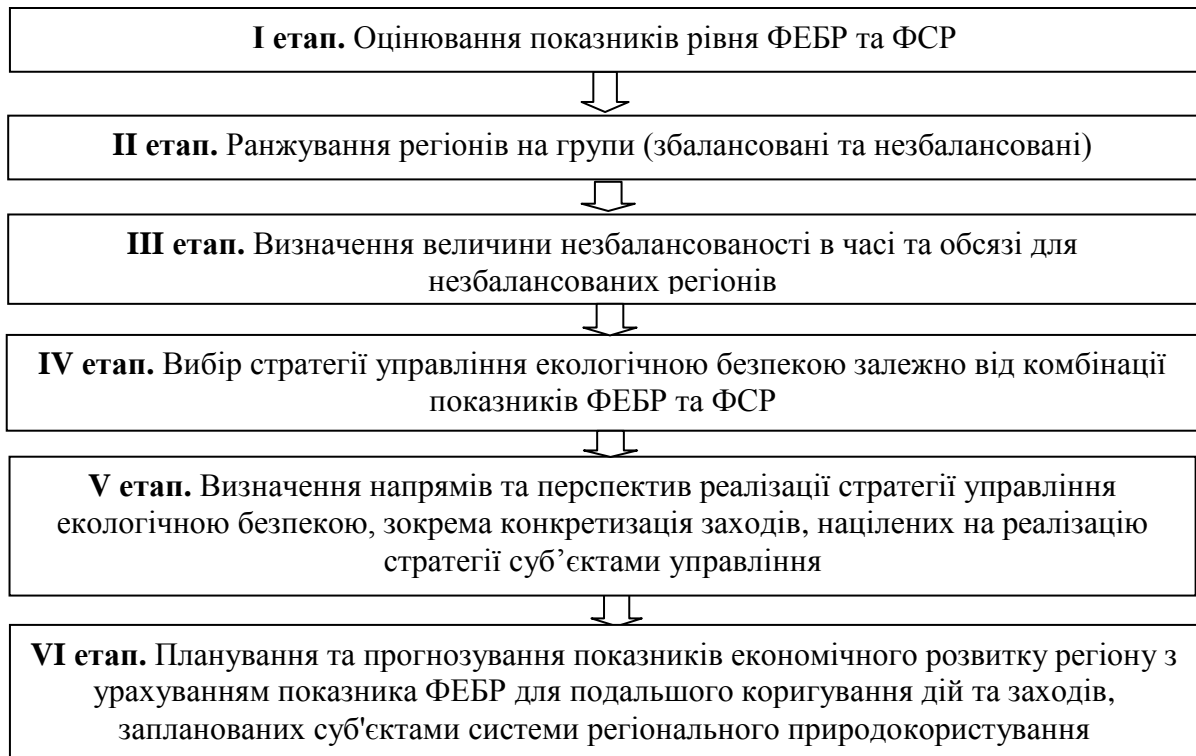 I етап. Оцінювання показників рівня ФЕБР та ФСР
II етап. Ранжування регіонів на групи (збалансовані та незбалансовані)
III етап. Визначення величини незбалансованості в часі та обсязі для
незбалансованих регіонів
IV етап. Вибір стратегії управління екологічною безпекою залежно від комбінації
показників ФЕБР та ФСР
V етап. Визначення напрямів та перспектив реалізації стратегії управління
екологічною безпекою, зокрема конкретизація заходів, націлених на реалізацію
стратегії суб’єктами управління
VI етап. Планування та прогнозування показників економічного розвитку регіону з
урахуванням показника ФЕБР для подальшого коригування дій та заходів,
запланованих суб'єктами системи регіонального природокористування